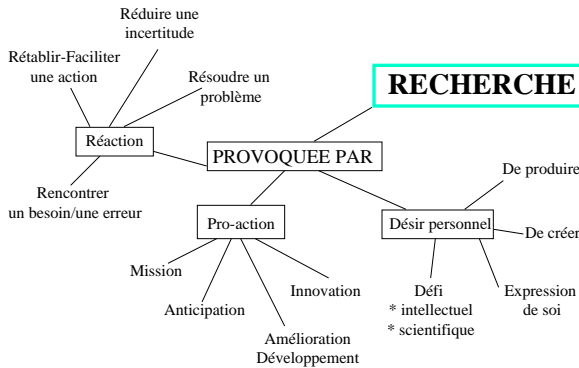 Réduire une
incertitude
Rétablir-Faciliter
une action
Résoudre un
problème
RECHERCHE
Réaction
PROVOQUEE PAR
De produire
Rencontrer
un besoin/une erreur
Pro-action
Désir personnel
De créer
Mission
Innovation
Défi
* intellectuel
* scientifique
Expression
de soi
Anticipation
Amélioration
Développement